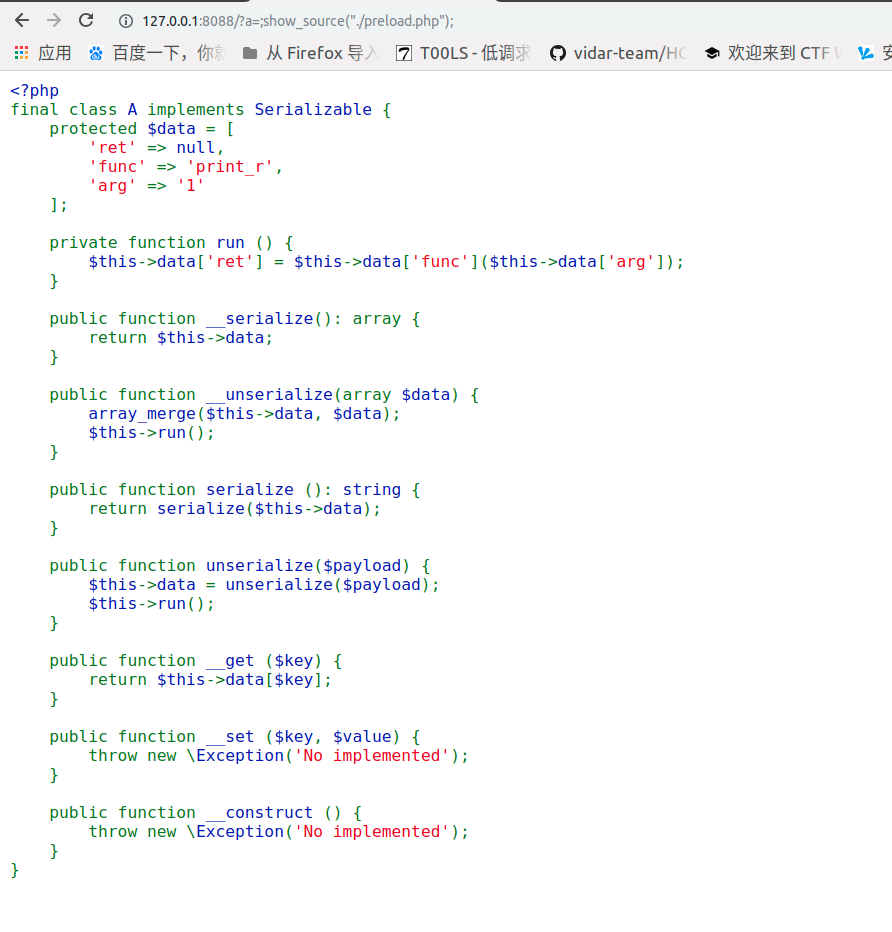 127.0.0.1:8088/?a=;show_source("./preload.php");
应用 百度一下，你就 从 Firefox 导入 T00LS - 低调求 vidar-team/HC 欢迎来到 CTF 安
<?php
final class A implements Serializable {
    protected $data = [
        'ret' => null,
        'func' => 'print_r',
        'arg' => '1'
    ];

    private function run () {
        $this->data['ret'] = $this->data['func']($this->data['arg']);
    }

    public function __serialize(): array {
        return $this->data;
    }

    public function __unserialize(array $data) {
        array_merge($this->data, $data);
        $this->run();
    }

    public function serialize (): string {
        return serialize($this->data);
    }

    public function unserialize($payload) {
        $this->data = unserialize($payload);
        $this->run();
    }

    public function __get ($key) {
        return $this->data[$key];
    }

    public function __set ($key, $value) {
        throw new \Exception('No implemented');
    }

    public function __construct () {
        throw new \Exception('No implemented');
    }
}